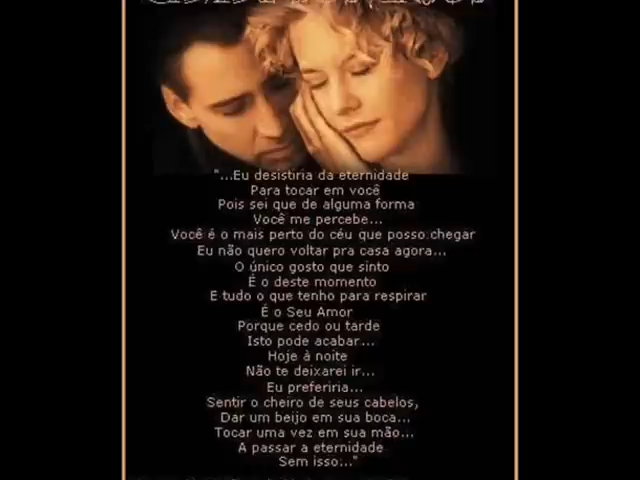 "...Eu desistiria da eternidade
Para tocar em você
Pois sei que de alguma forma
Você me percebe...
Você é o mais perto do céu que posso chegar
Eu não quero voltar pra casa agora...
O único gosto que sinto
É o deste momento
E tudo o que tenho para respirar
É o Seu Amor
Porque cedo ou tarde
Isto pode acabar...
Hoje à noite
Não te deixarei ir...
Eu preferiria...
Sentir o cheiro de seus cabelos,
Dar um beijo em sua boca...
Tocar uma vez em sua mão...
A passar a eternidade
Sem isso..."